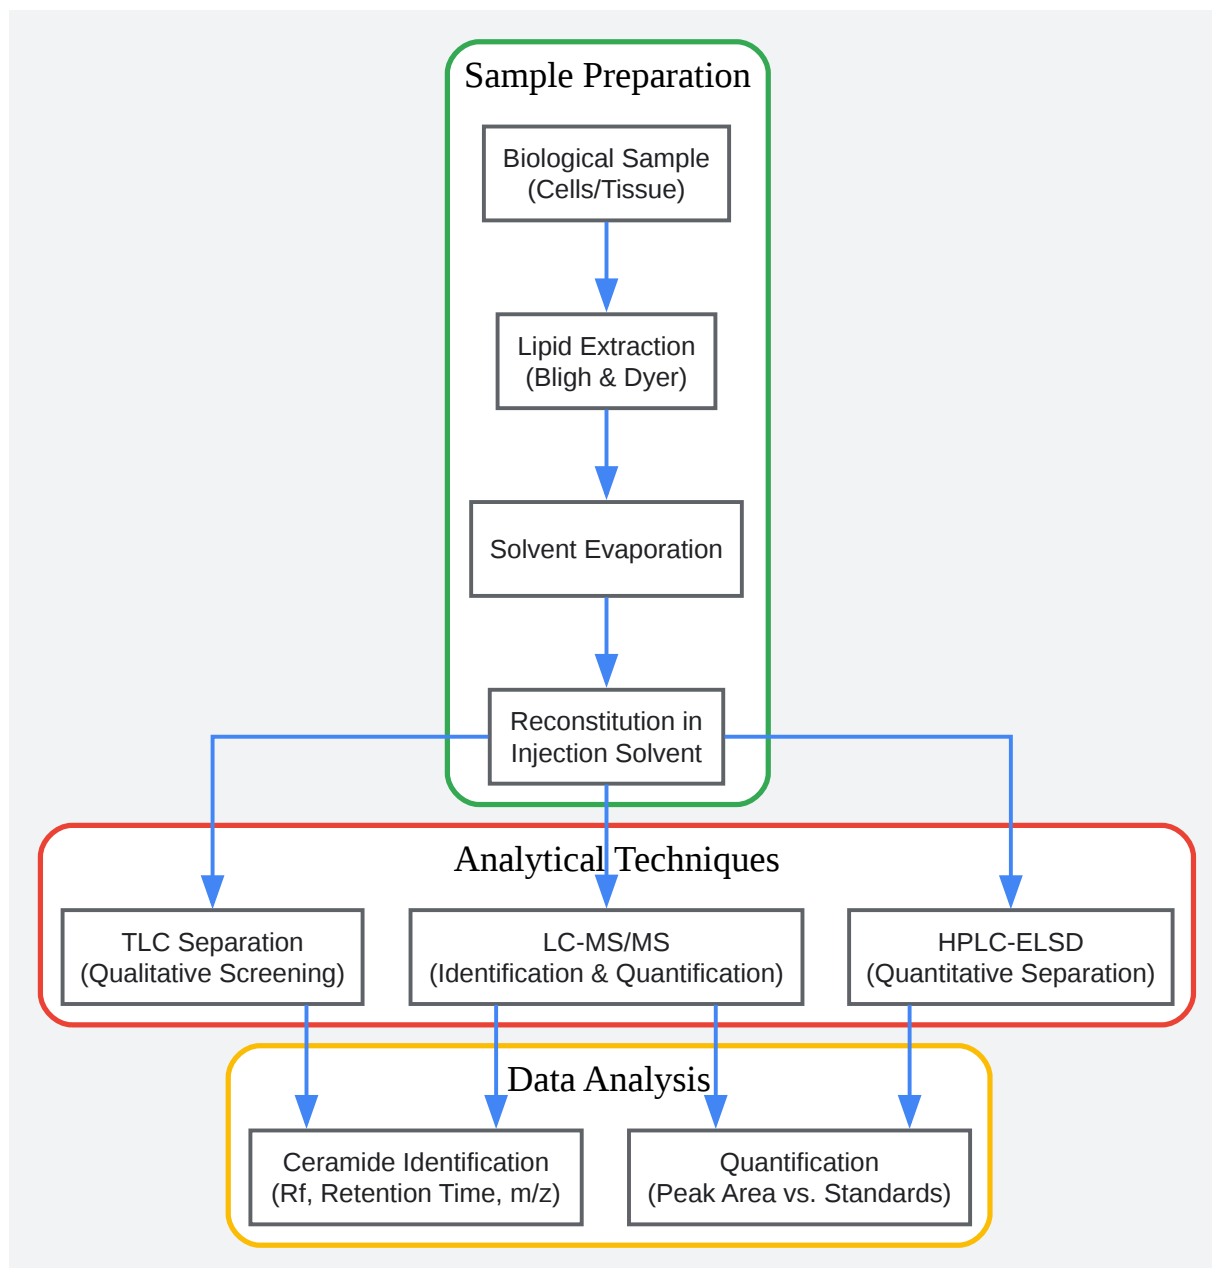 Sample Preparation
Biological Sample
(Cells/Tissue)
Lipid Extraction
(Bligh & Dyer)
Solvent Evaporation
Reconstitution in
Injection Solvent
Analytical Techniques
TLC Separation
(Qualitative Screening)
LC-MS/MS
(Identification & Quantification)
HPLC-ELSD
(Quantitative Separation)
Data Analysis
Ceramide Identification
(Rf, Retention Time, m/z)
Quantification
(Peak Area vs. Standards)